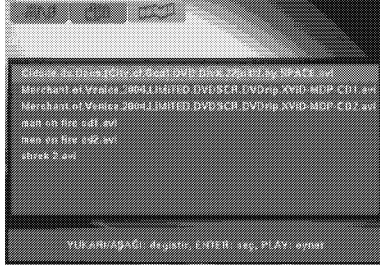 Cidade de Deus [City of God]
Merchant of Venice.2004.LIMITED.DVDSCR.DVDrip.XViD-MDP-CD1.avi
Merchant of Venice.2004.LIMITED.DVDSCR.DVDrip.XViD-MDP-CD2.avi
man on fire cd1.avi
man on fire cd2.avi
shrek 2.avi
YUKARI/AŞAĞI: degistir, ENTER: seç, PLAY: oynat